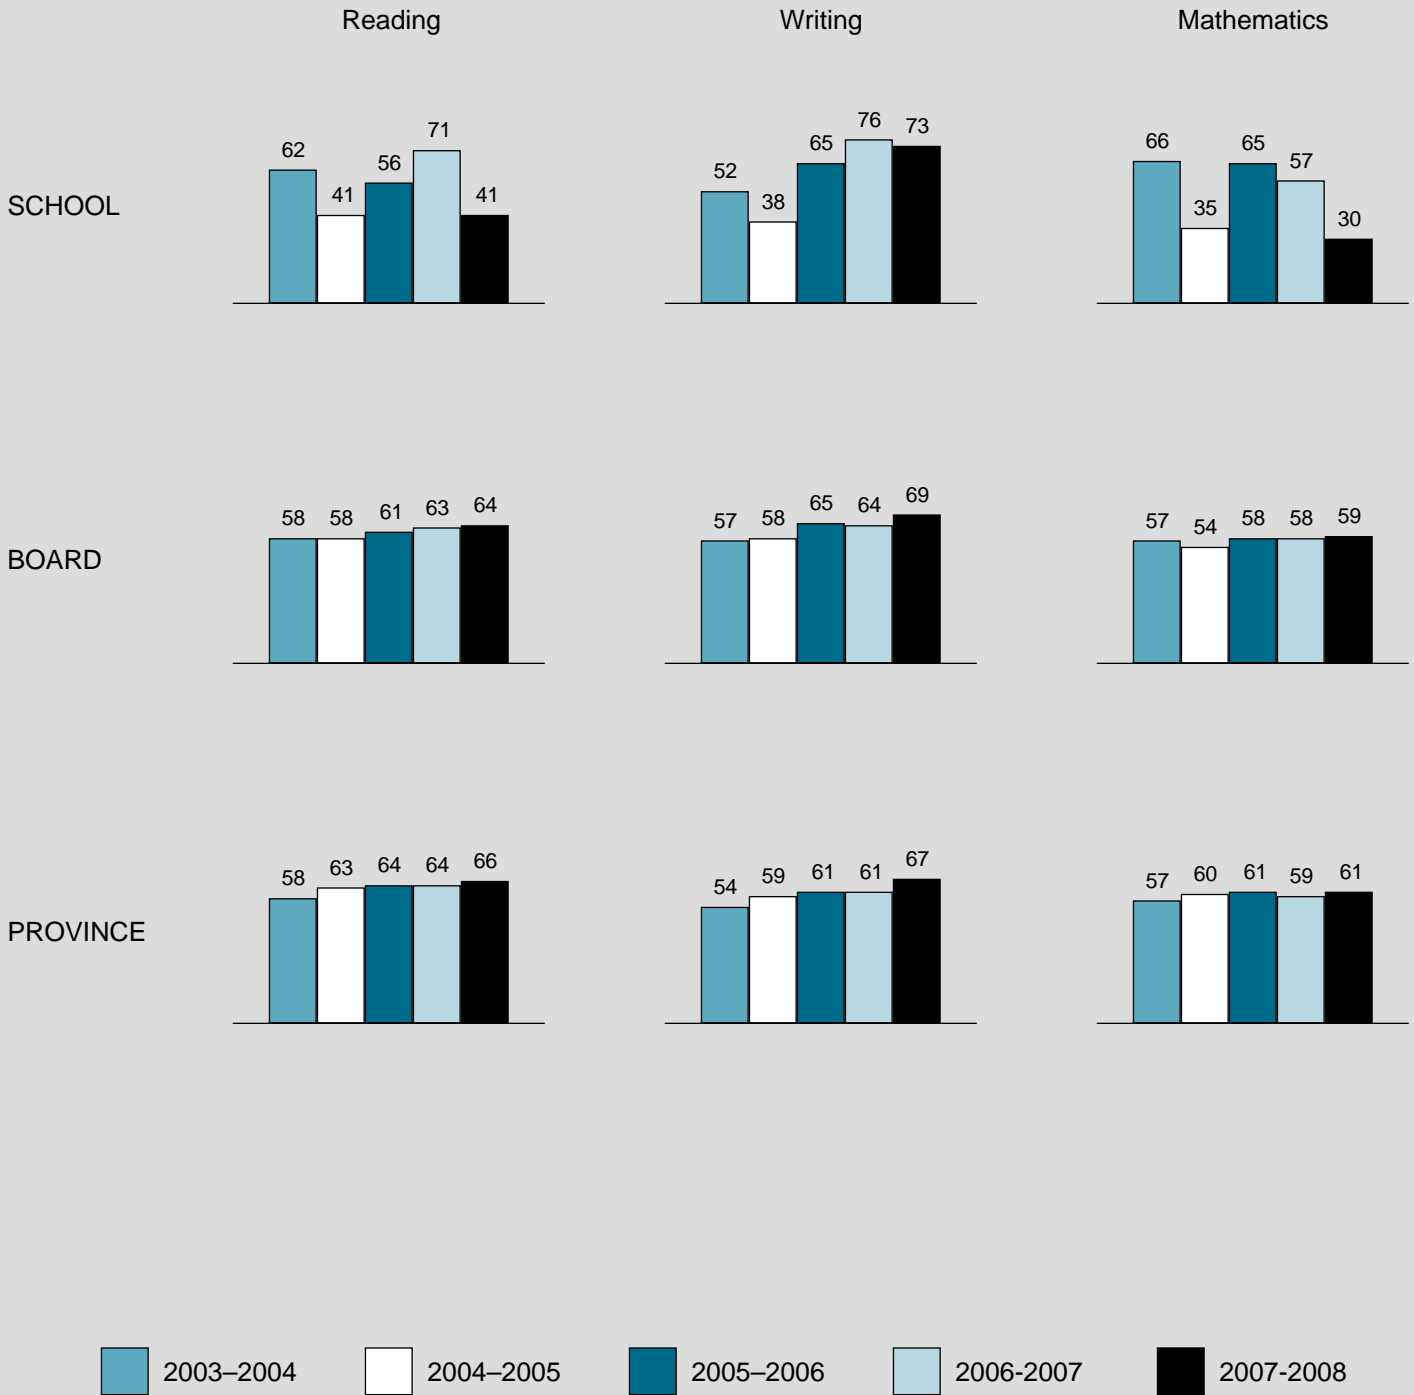 Reading Writing Mathematics
SCHOOL
62 41 56 71 41
52 38 65 76 73
66 35 65 57 30
BOARD
58 58 61 63 64
57 58 65 64 69
57 54 58 58 59
PROVINCE
58 63 64 64 66
54 59 61 61 67
57 60 61 59 61
2003–2004 2004–2005 2005–2006 2006-2007 2007-2008